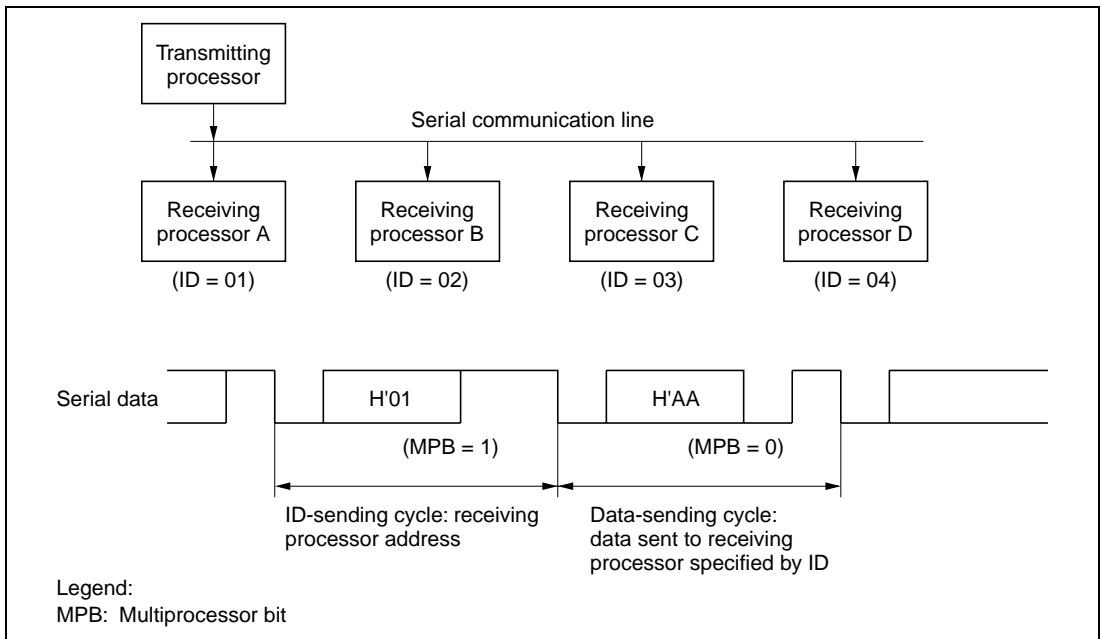 Transmitting
processor
Serial communication line
Receiving
processor A
Receiving
processor B
Receiving
processor C
Receiving
processor D
(ID = 01)
(ID = 02)
(ID = 03)
(ID = 04)
Serial data
H'01
H'AA
(MPB = 1)
(MPB = 0)
ID-sending cycle: receiving
processor address
Data-sending cycle:
data sent to receiving
processor specified by ID
Legend:
MPB: Multiprocessor bit